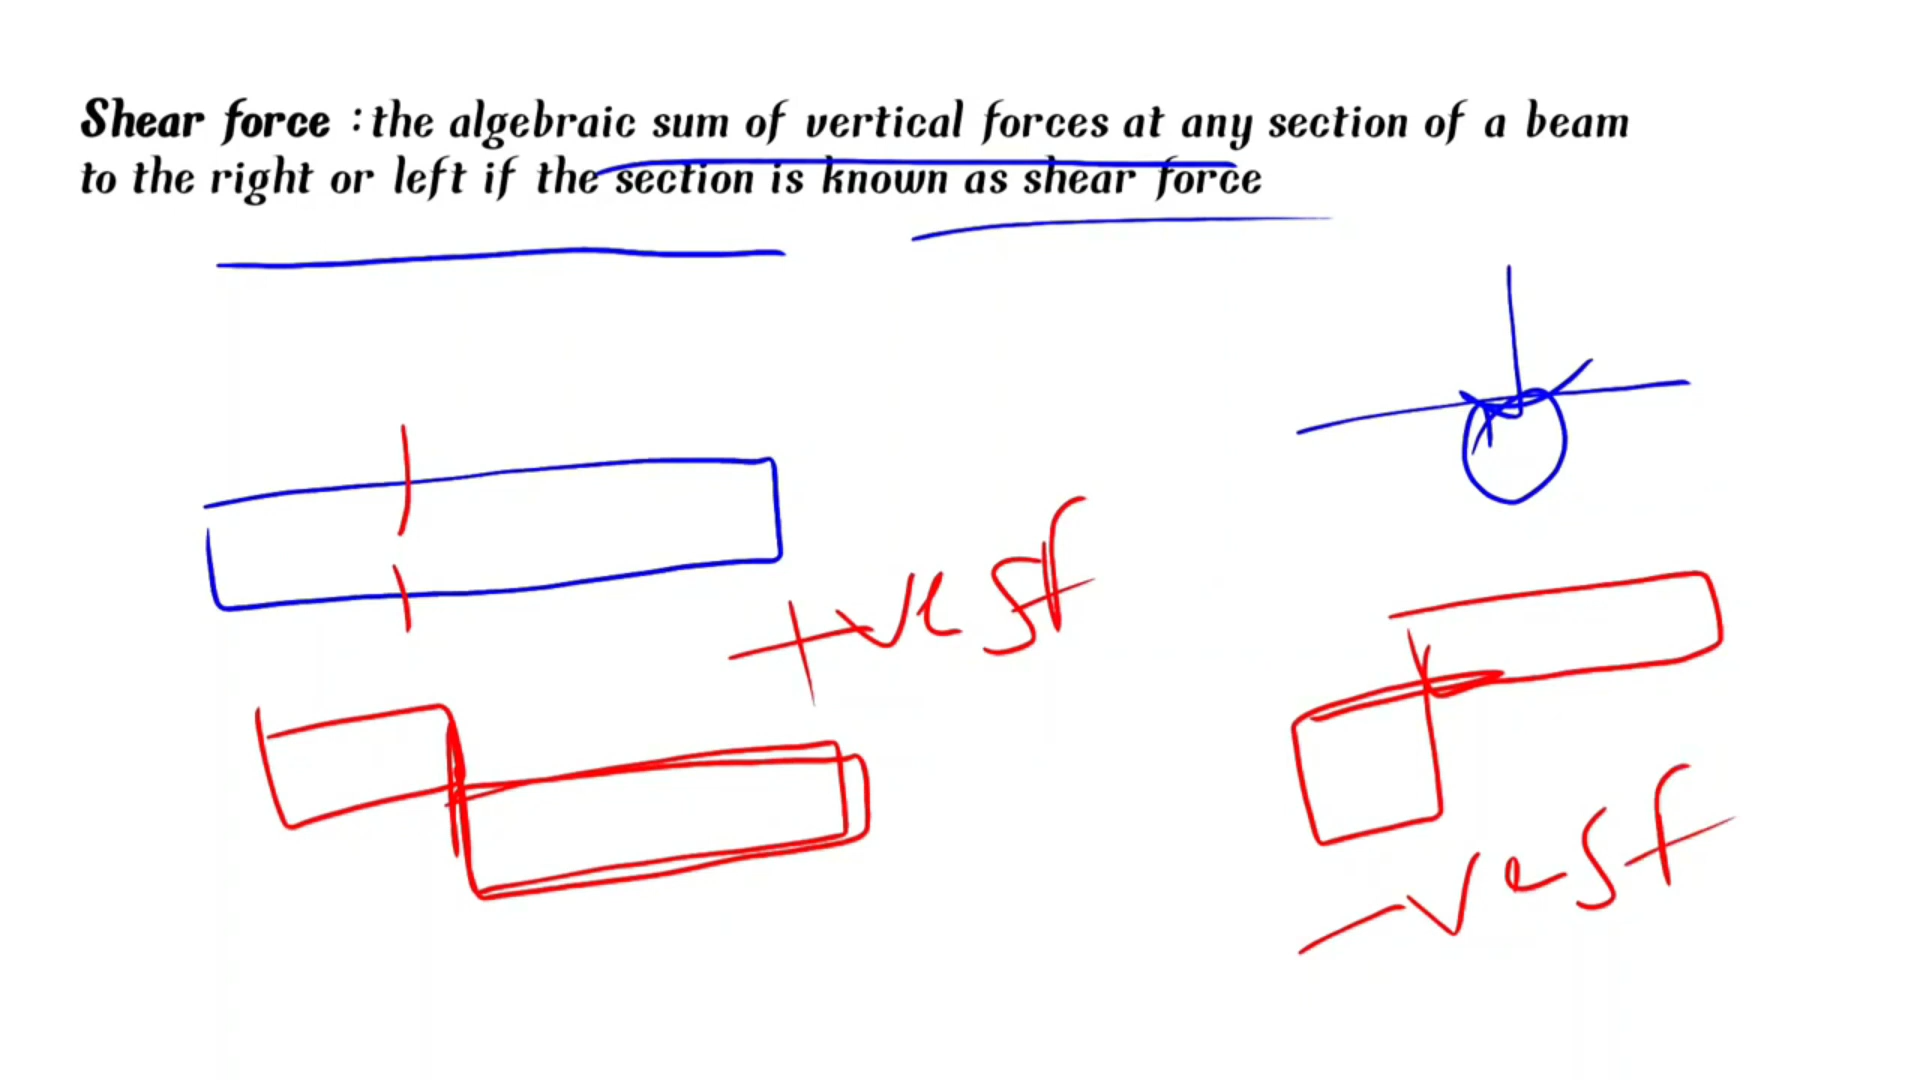 Shear force : the algebraic sum of vertical forces at any section of a beam
to the right or left if the section is known as shear force
+ve sf
-ve sf